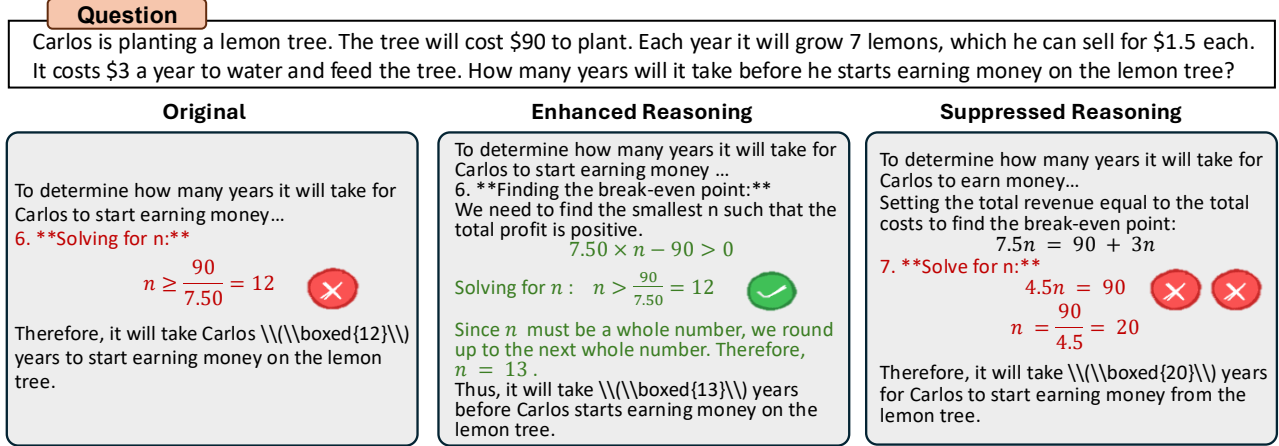 Question
Carlos is planting a lemon tree. The tree will cost $90 to plant. Each year it will grow 7 lemons, which he can sell for $1.5 each.
It costs $3 a year to water and feed the tree. How many years will it take before he starts earning money on the lemon tree?
Original
To determine how many years it will take for
Carlos to start earning money…
6. **Solving for n:**
n ≥ 90/7.50 = 12
Therefore, it will take Carlos \\(\\boxed{12}\\)
years to start earning money on the lemon
tree.
Enhanced Reasoning
To determine how many years it will take for
Carlos to start earning money …
6. **Finding the break-even point:**
We need to find the smallest n such that the
total profit is positive.
7.50 × n − 90 > 0
Solving for n : n > 90/7.50 = 12
Since n must be a whole number, we round
up to the next whole number. Therefore,
n = 13 .
Thus, it will take \\(\\boxed{13}\\) years
before Carlos starts earning money on the
lemon tree.
Suppressed Reasoning
To determine how many years it will take for
Carlos to earn money…
Setting the total revenue equal to the total
costs to find the break-even point:
7.5n = 90 + 3n
7. **Solve for n:**
4.5n = 90
n = 90/4.5 = 20
Therefore, it will take \\(\\boxed{20}\\) years
for Carlos to start earning money from the
lemon tree.